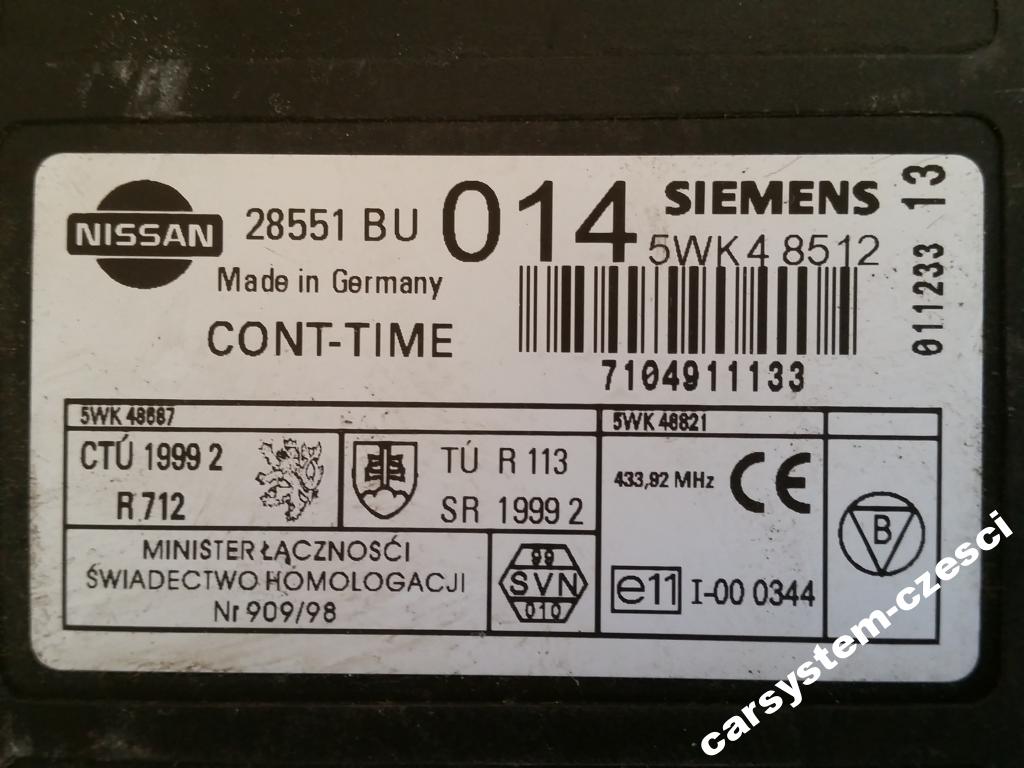 NISSAN
28551 BU 014
SIEMENS
5WK4 8512
Made in Germany
CONT-TIME
7104911133
011233 13
5WK 48687
5WK 48821
CTÚ 1999 2
R 712
TÚ R 113
SR 1999 2
433,92 MHz
CE
MINISTER ŁĄCZNOŚĆI
ŚWIADECTWO HOMOLOGACJI
Nr 909/98
99
SVN
010
e11 I-00 0344
B
carsystem-czesci